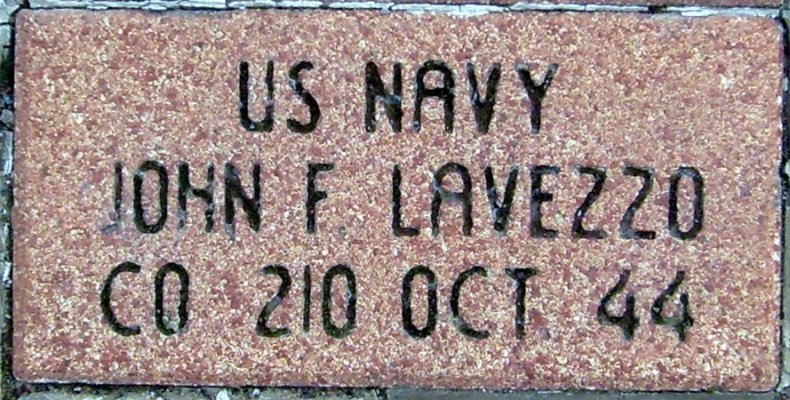 US NAVY
JOHN F. LAVEZZO
CO 210 OCT. 44